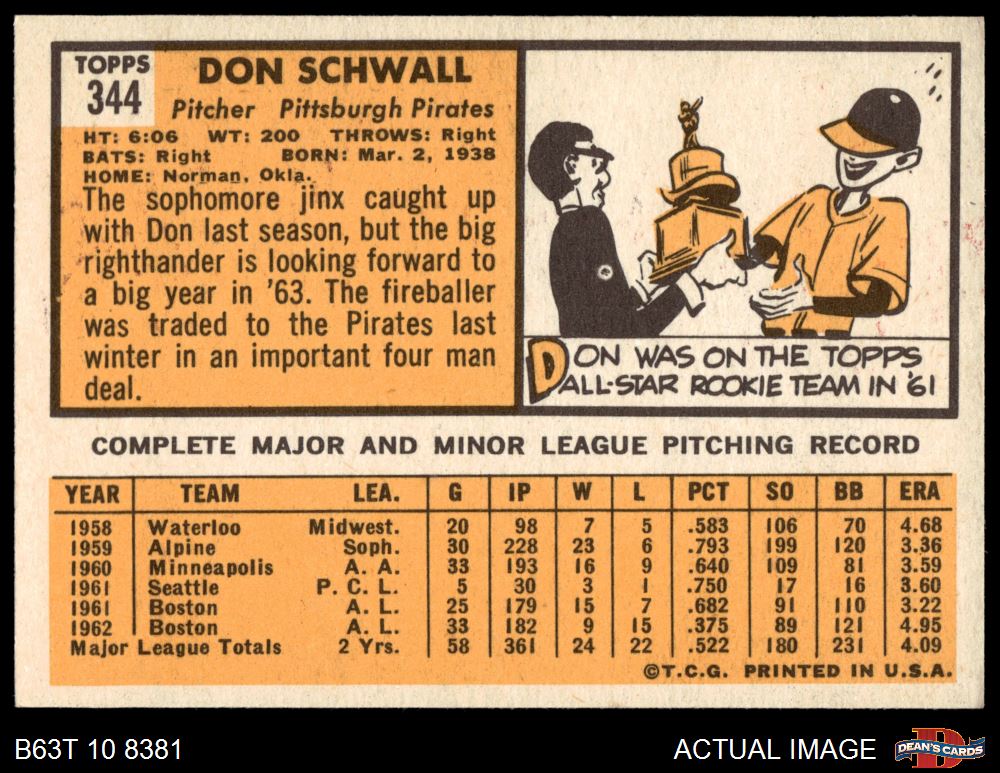 TOPPS
344
DON SCHWALL
Pitcher Pittsburgh Pirates
HT: 6:06 WT: 200 THROWS: Right
BATS: Right BORN: Mar. 2, 1938
HOME: Norman, Okla.
The sophomore jinx caught up
with Don last season, but the big
righthander is looking forward to
a big year in '63. The fireballer
was traded to the Pirates last
winter in an important four man
deal.
DON WAS ON THE TOPPS
ALL-STAR ROOKIE TEAM IN '61
COMPLETE MAJOR AND MINOR LEAGUE PITCHING RECORD
YEAR TEAM LEA. G IP W L PCT SO BB ERA
1958 Waterloo Midwest. 20 98 7 5 .583 106 70 4.68
1959 Alpine Soph. 30 228 23 6 .793 199 120 3.36
1960 Minneapolis A. A. 33 193 16 9 .640 109 81 3.59
1961 Seattle P. C. L. 5 30 3 1 .750 17 16 3.60
1961 Boston A. L. 25 179 15 7 .682 91 110 3.22
1962 Boston A. L. 33 182 9 15 .375 89 121 4.95
Major League Totals 2 Yrs. 58 361 24 22 .522 180 231 4.09
©T.C.G. PRINTED IN U.S.A.
B63T 10 8381
ACTUAL IMAGE
D
DEAN'S CARDS